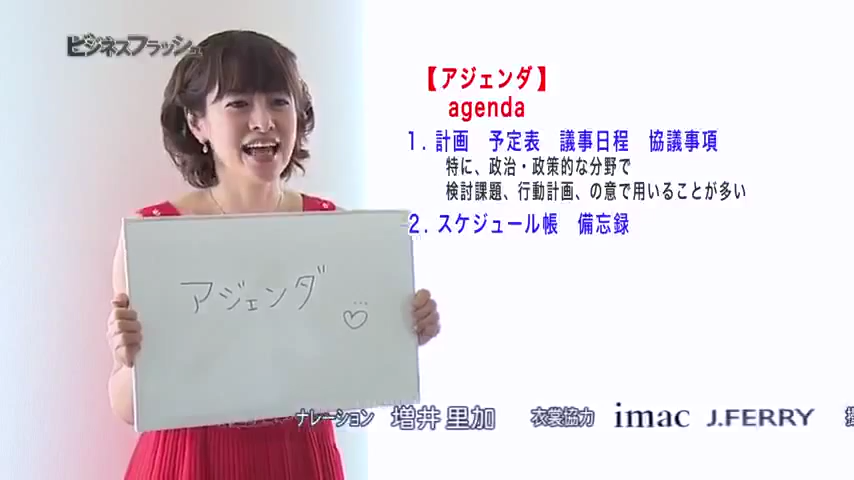 ビジネスフラッシュ
【アジェンダ】
agenda
1. 計画　予定表　議事日程　協議事項
特に、政治・政策的な分野で
検討課題、行動計画、の意で用いることが多い
2. スケジュール帳　備忘録
アジェンダ
ナレーション　増井 里加　衣裳協力　imac　J.FERRY